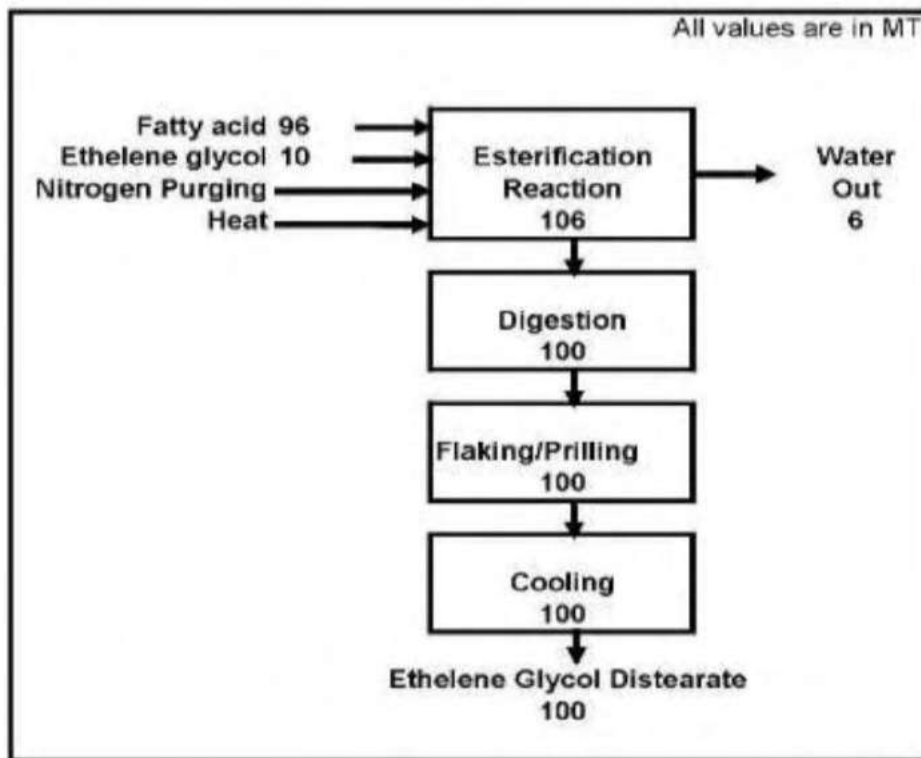 All values are in MT
Fatty acid 96
Ethelene glycol 10
Nitrogen Purging
Heat
Esterification
Reaction
106
Water
Out
6
Digestion
100
Flaking/Prilling
100
Cooling
100
Ethelene Glycol Distearate
100